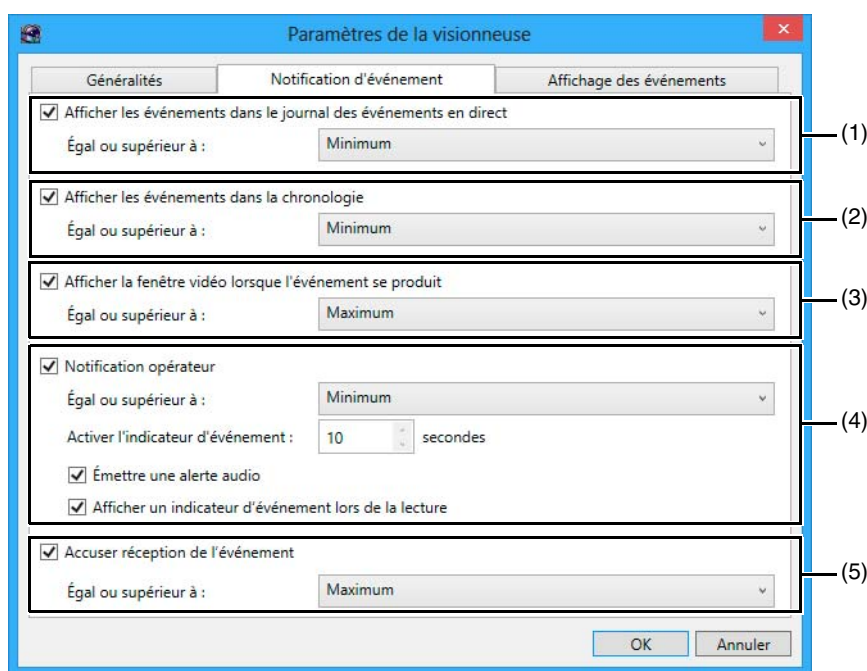 Paramètres de la visionneuse
Généralités Notification d'événement Affichage des événements
Afficher les événements dans le journal des événements en direct
Égal ou supérieur à : Minimum
(1)
Afficher les événements dans la chronologie
Égal ou supérieur à : Minimum
(2)
Afficher la fenêtre vidéo lorsque l'événement se produit
Égal ou supérieur à : Maximum
(3)
Notification opérateur
Égal ou supérieur à : Minimum
(4)
Activer l'indicateur d'événement : 10 secondes
Émettre une alerte audio
Afficher un indicateur d'événement lors de la lecture
Accuser réception de l'événement
Égal ou supérieur à : Maximum
(5)
OK Annuler